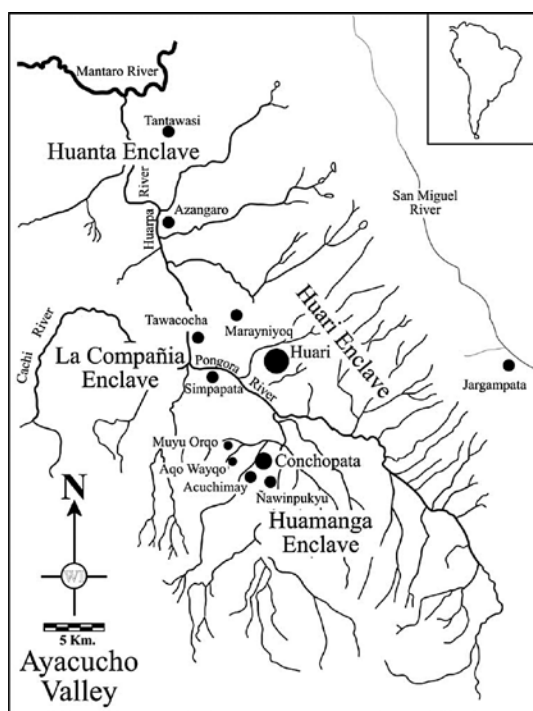 Mantaro River
Tantawasi
Huanta Enclave
River
Huarpa
Azangaro
San Miguel
River
Marayniyoq
Tawacocha
Huari
Huari Enclave
Cachi River
La Compañia
Enclave
Pongora
River
Simpapata
Jargampata
Muyu Orqo
Aqo Wayqo
Conchopata
Acuchimay
Ñawinpukyu
Huamanga
Enclave
N
WI
5 Km.
Ayacucho
Valley